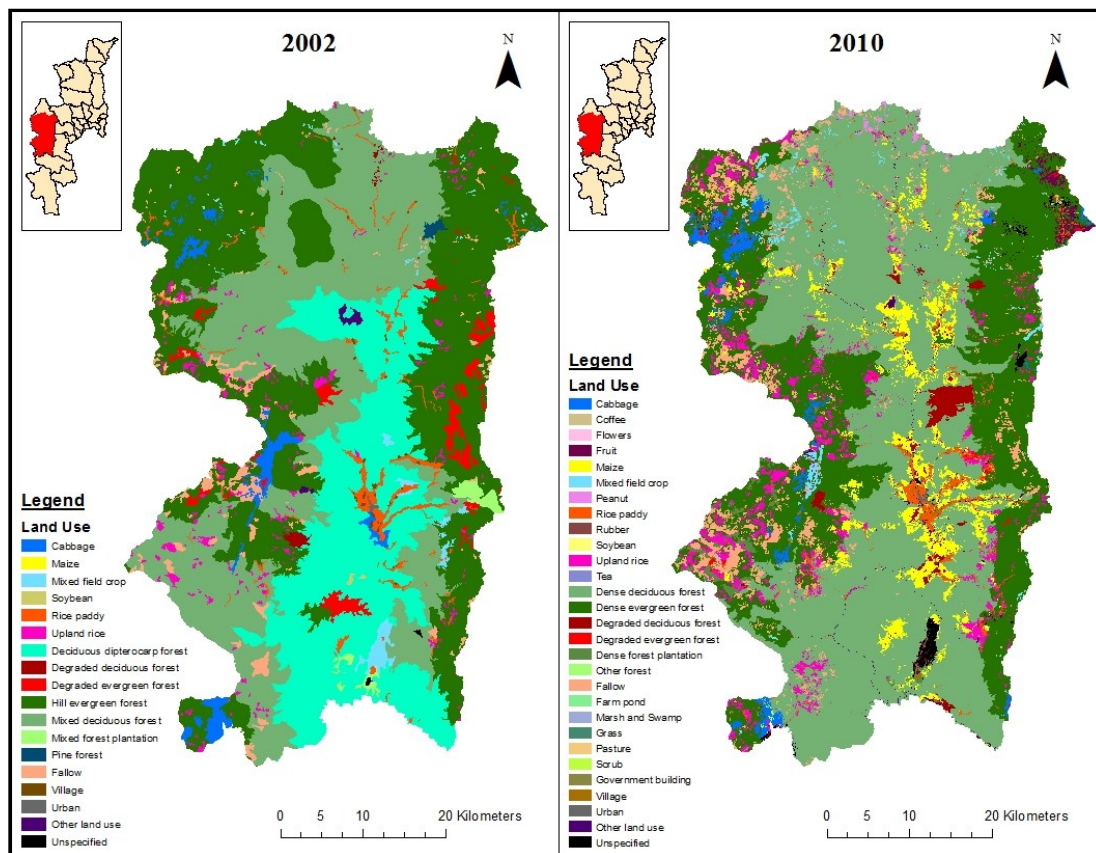 2002
N
Legend
Land Use
Cabbage
Maize
Mixed field crop
Soybean
Rice paddy
Upland rice
Deciduous dipterocarp forest
Degraded deciduous forest
Degraded evergreen forest
Hill evergreen forest
Mixed deciduous forest
Mixed forest plantation
Pine forest
Fallow
Village
Urban
Other land use
Unspecified
0 5 10 20 Kilometers
2010
N
Legend
Land Use
Cabbage
Coffee
Flowers
Fruit
Maize
Mixed field crop
Peanut
Rice paddy
Rubber
Soybean
Upland rice
Tea
Dense deciduous forest
Dense evergreen forest
Degraded deciduous forest
Degraded evergreen forest
Dense forest plantation
Other forest
Fallow
Farm pond
Marsh and Swamp
Grass
Pasture
Scrub
Government building
Village
Urban
Other land use
Unspecified
0 5 10 20 Kilometers